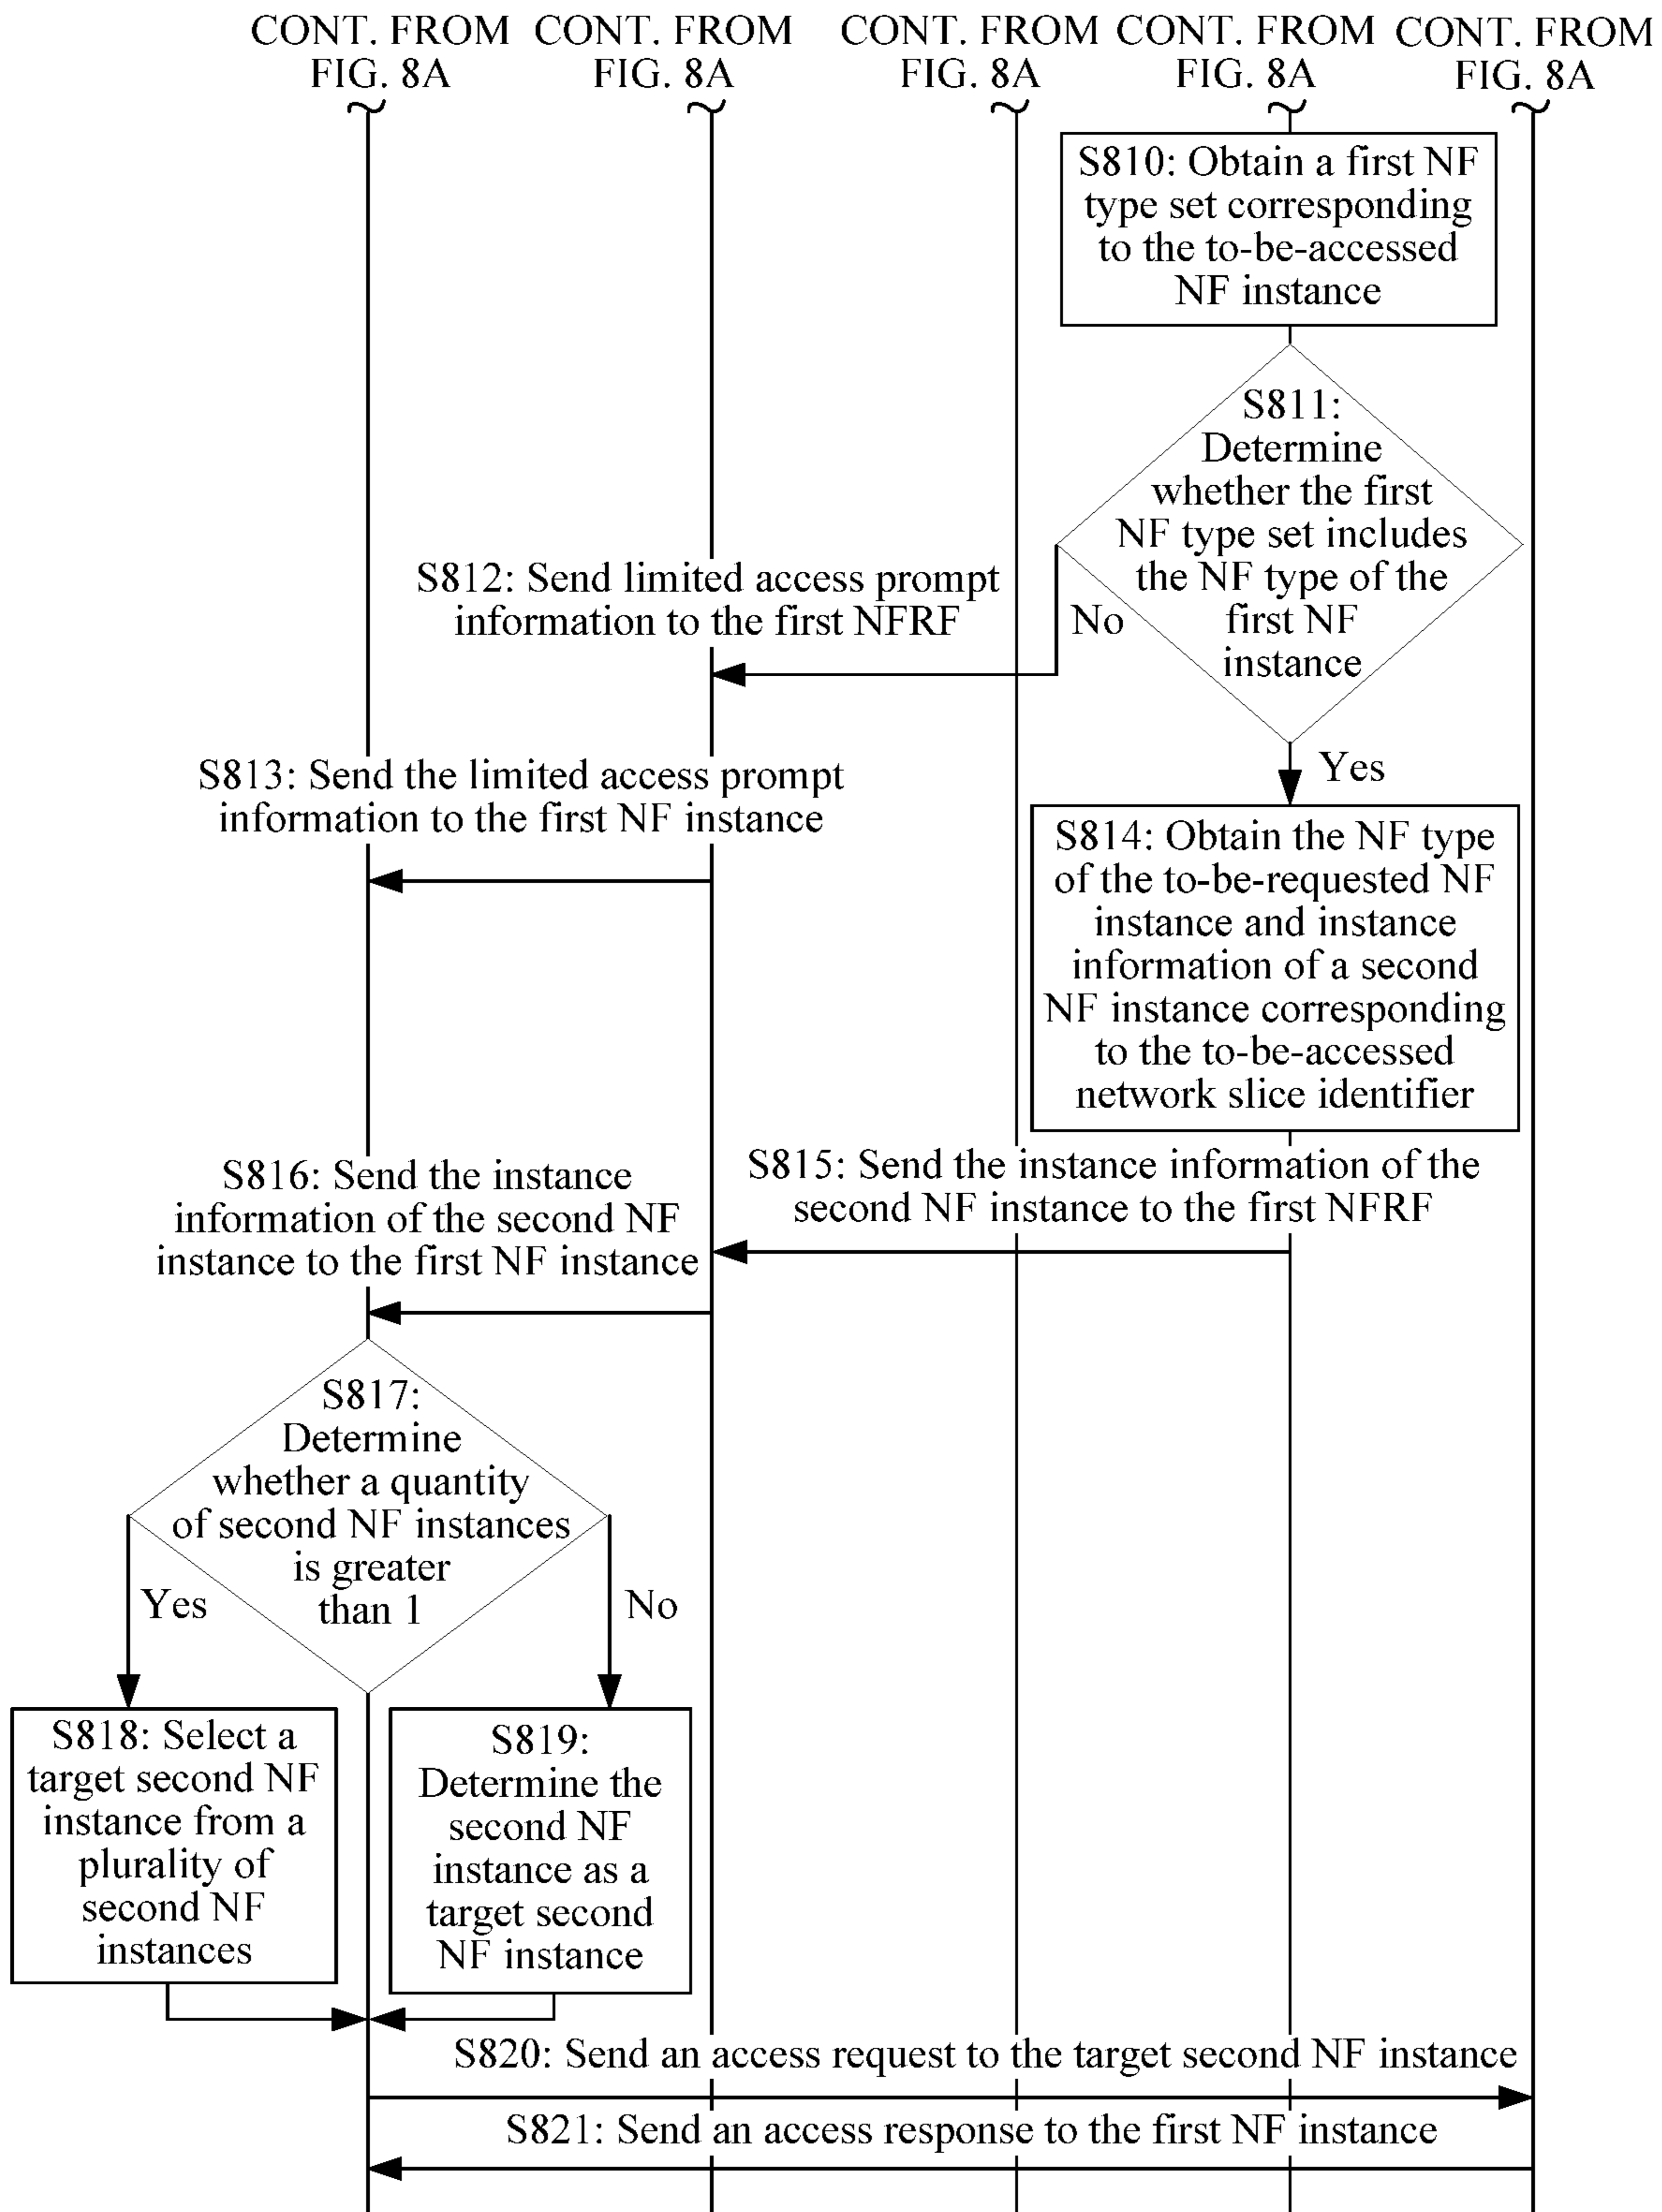 CONT. FROM
FIG. 8A
CONT. FROM
FIG. 8A
CONT. FROM
FIG. 8A
CONT. FROM
FIG. 8A
CONT. FROM
FIG. 8A
S810: Obtain a first NF
type set corresponding
to the to-be-accessed
NF instance
S811:
Determine
whether the first
NF type set includes
the NF type of the
first NF
instance
No
S812: Send limited access prompt
information to the first NFRF
Yes
S813: Send the limited access prompt
information to the first NF instance
S814: Obtain the NF type
of the to-be-requested NF
instance and instance
information of a second
NF instance corresponding
to the to-be-accessed
network slice identifier
S815: Send the instance information of the
second NF instance to the first NFRF
S816: Send the instance
information of the second NF
instance to the first NF instance
S817:
Determine
whether a quantity
of second NF instances
is greater
than 1
Yes
No
S818: Select a
target second NF
instance from a
plurality of
second NF
instances
S819:
Determine the
second NF
instance as a
target second
NF instance
S820: Send an access request to the target second NF instance
S821: Send an access response to the first NF instance